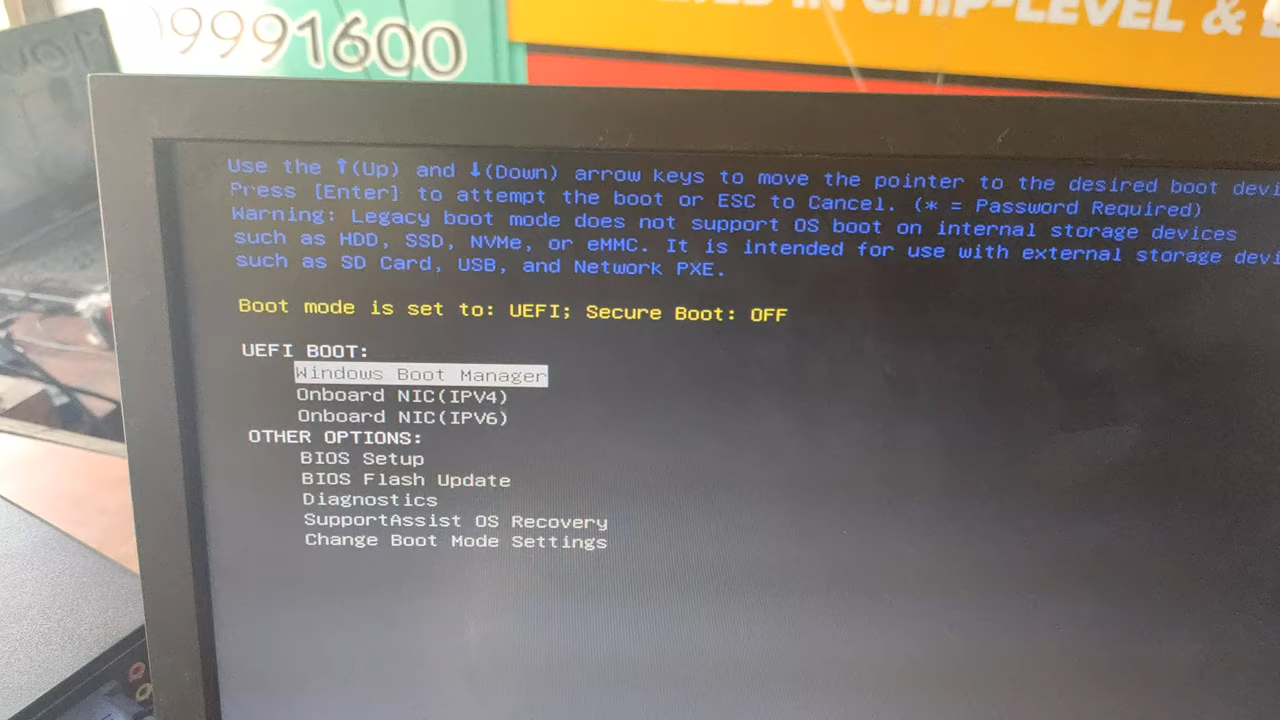 9991600
IN CHIP-LEVEL &
Use the ↑(Up) and ↓(Down) arrow keys to move the pointer to the desired boot devi
Press [Enter] to attempt the boot or ESC to Cancel. (* = Password Required)
Warning: Legacy boot mode does not support OS boot on internal storage devices
such as HDD, SSD, NVMe, or eMMC. It is intended for use with external storage devi
such as SD Card, USB, and Network PXE.
Boot mode is set to: UEFI; Secure Boot: OFF
UEFI BOOT:
Windows Boot Manager
Onboard NIC(IPV4)
Onboard NIC(IPV6)
OTHER OPTIONS:
BIOS Setup
BIOS Flash Update
Diagnostics
SupportAssist OS Recovery
Change Boot Mode Settings